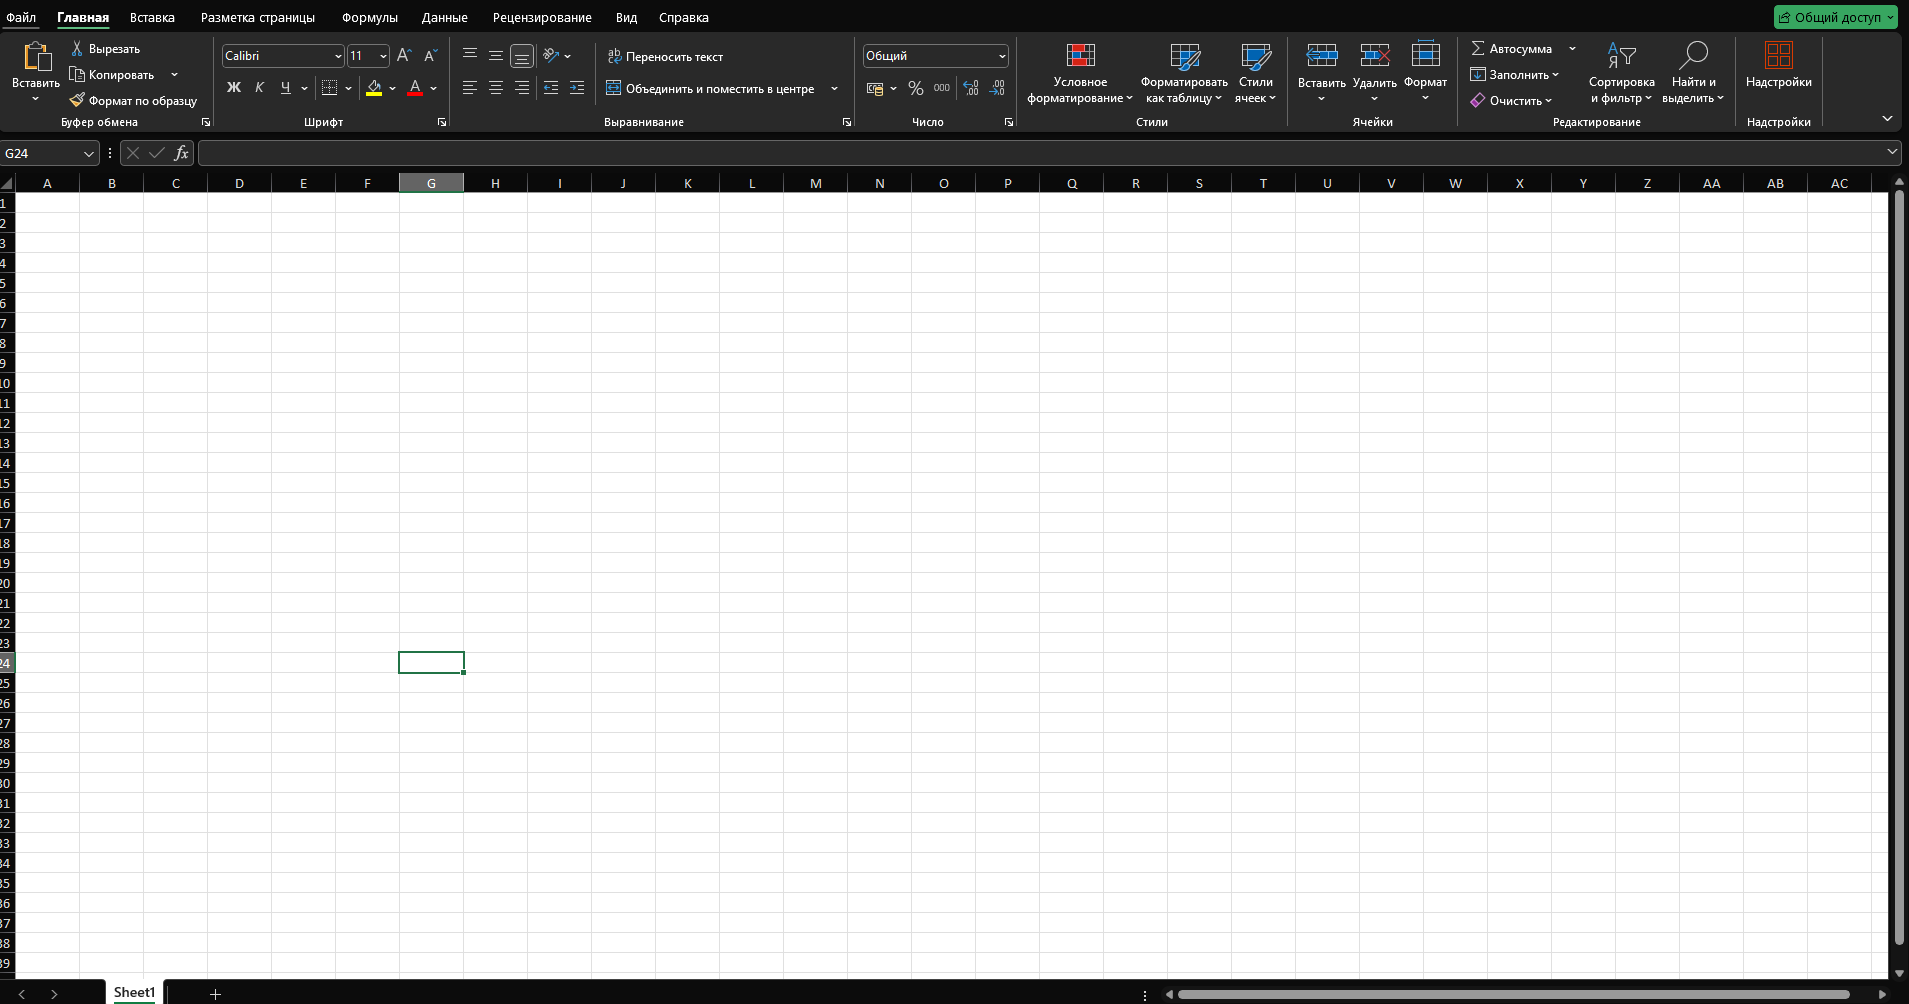 Файл Главная Вставка Разметка страницы Формулы Данные Рецензирование Вид Справка Общий доступ
Вставить
Вырезать
Копировать
Формат по образцу
Буфер обмена
Calibri 11
Ж К Ч А
Шрифт
Переносить текст
Объединить и поместить в центре
Выравнивание
Общий
% 000
Число
Условное форматирование
Форматировать как таблицу
Стили ячеек
Стили
Вставить Удалить Формат
Ячейки
Автосумма
Заполнить
Очистить
Сортировка и фильтр
Найти и выделить
Редактирование
Надстройки
Надстройки
G24 fx
A B C D E F G H I J K L M N O P Q R S T U V W X Y Z AA AB AC
1
2
3
4
5
6
7
8
9
10
11
12
13
14
15
16
17
18
19
20
21
22
23
24
25
26
27
28
29
30
31
32
33
34
35
36
37
38
39
Sheet1